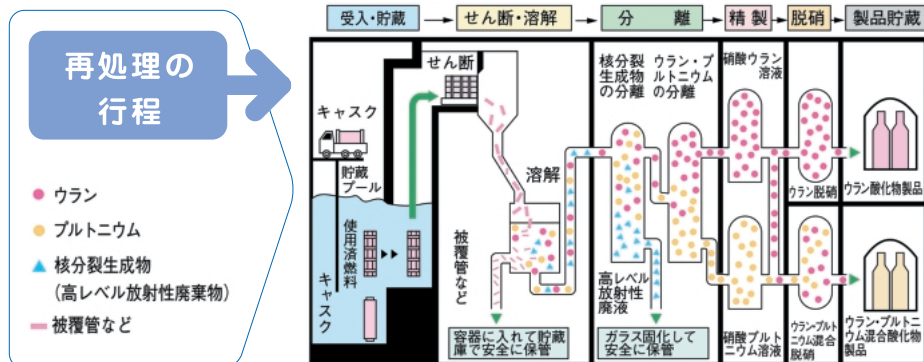 再処理の
行程
ウラン
プルトニウム
核分裂生成物
(高レベル放射性廃棄物)
被覆管など
受入・貯蔵
せん断・溶解
分離
精製
脱硝
製品貯蔵
キャスク
貯蔵
プール
使用済燃料
キャスク
せん断
溶解
被覆管など
容器に入れて貯蔵
庫で安全に保管
核分裂
生成物
の分離
ウラン・プ
ルトニウム
の分離
高レベル
放射性
廃液
ガラス固化して
安全に保管
硝酸ウラン
溶液
硝酸プルト
ニウム溶液
ウラン脱硝
ウラン・プルト
ニウム混合
脱硝
ウラン酸化物製品
ウラン・プルトニ
ウム混合酸化物
製品